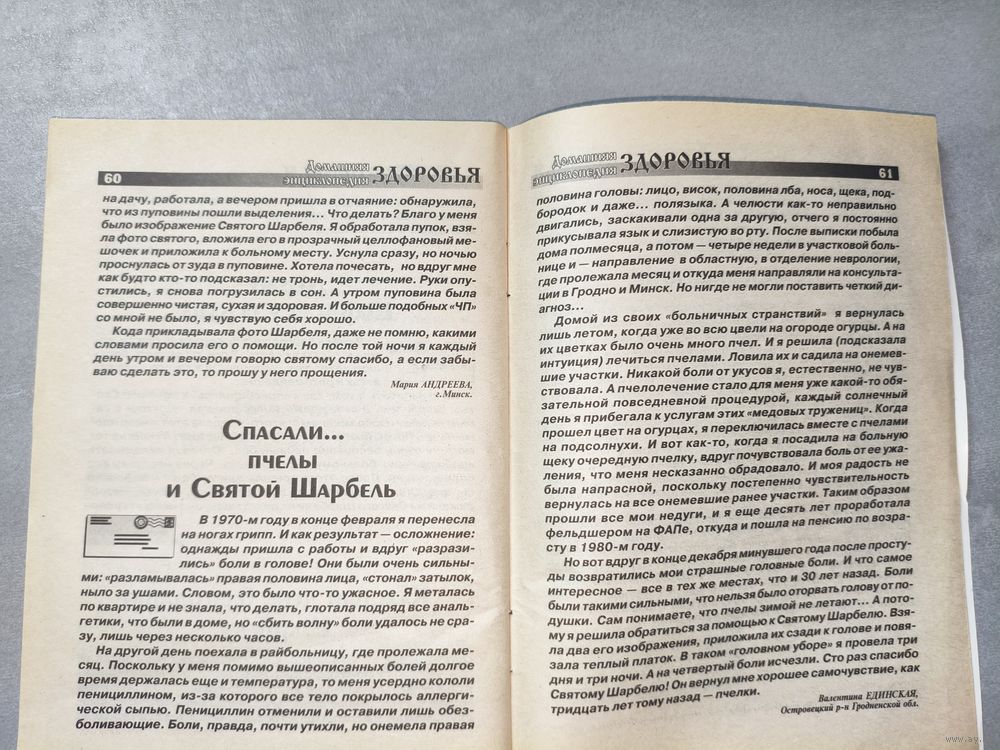 60
Домашняя
энциклопедия
ЗДОРОВЬЯ
на дачу, работала, а вечером пришла в отчаяние: обнаружила,
что из пуповины пошли выделения... Что делать? Благо у меня
было изображение Святого Шарбеля. Я обработала пупок, взя-
ла фото святого, вложила его в прозрачный целлофановый ме-
шочек и приложила к больному месту. Уснула сразу, но ночью
проснулась от зуда в пуповине. Хотела почесать, но вдруг мне
как будто кто-то подсказал: не тронь, идет лечение. Руки опу-
стились, я снова погрузилась в сон. А утром пуповина была
совершенно чистая, сухая и здоровая. И больше подобных «ЧП»
со мной не было, я чувствую себя хорошо.
Кода прикладывала фото Шарбеля, даже не помню, какими
словами просила его о помощи. Но после той ночи я каждый
день утром и вечером говорю святому спасибо, а если забы-
ваю сделать это, то прошу у него прощения.
Мария АНДРЕЕВА,
г.Минск.
Спасали...
пчелы
и Святой Шарбель
В 1970-м году в конце февраля я перенесла
на ногах грипп. И как результат — осложнение:
однажды пришла с работы и вдруг «разрази-
лись» боли в голове! Они были очень сильны-
ми: «разламывалась» правая половина лица, «стонал» затылок,
ныло за ушами. Словом, это было что-то ужасное. Я металась
по квартире и не знала, что делать, глотала подряд все аналь-
гетики, что были в доме, но «сбить волну» боли удалось не сра-
зу, лишь через несколько часов.
На другой день поехала в райбольницу, где пролежала ме-
сяц. Поскольку у меня помимо вышеописанных болей долгое
время держалась еще и температура, то меня усердно кололи
пенициллином, из-за которого все тело покрылось аллерги-
ческой сыпью. Пенициллин отменили и оставили лишь обез-
боливающие. Боли, правда, почти утихли, но онемела правая
Домашняя
энциклопедия
ЗДОРОВЬЯ
61
половина головы: лицо, висок, половина лба, носа, щека, под-
бородок и даже... полязыка. А челюсти как-то неправильно
двигались, заскакивали одна за другую, отчего я постоянно
прикусывала язык и слизистую во рту. После выписки побыла
дома полмесяца, а потом — четыре недели в участковой боль-
нице и — направление в областную, в отделение неврологии,
где пролежала месяц и откуда меня направляли на консульта-
ции в Гродно и Минск. Но нигде не могли поставить четкий ди-
агноз...
Домой из своих «больничных странствий» я вернулась
лишь летом, когда уже во всю цвели на огороде огурцы. А на
их цветках было очень много пчел. И я решила (подсказала
интуиция) лечиться пчелами. Ловила их и садила на онемев-
шие участки. Никакой боли от укусов я, естественно, не чув-
ствовала. А пчелолечение стало для меня уже какой-то обя-
зательной повседневной процедурой, каждый солнечный
день я прибегала к услугам этих «медовых тружениц». Когда
прошел цвет на огурцах, я переключилась вместе с пчелами
на подсолнухи. И вот как-то, когда я посадила на больную
щеку очередную пчелку, вдруг почувствовала боль от ее ужа-
ления, что меня несказанно обрадовало. И моя радость не
была напрасной, поскольку постепенно чувствительность
вернулась на все онемевшие ранее участки. Таким образом
прошли все мои недуги, и я еще десять лет проработала
фельдшером на ФАПе, откуда и пошла на пенсию по возра-
сту в 1980-м году.
Но вот вдруг в конце декабря минувшего года после просту-
ды возвратились мои страшные головные боли. И что самое
интересное — все в тех же местах, что и 30 лет назад. Боли
были такими сильными, что нельзя было оторвать голову от по-
душки. Сам понимаете, что пчелы зимой не летают... А пото-
му я решила обратиться за помощью к Святому Шарбелю. Взя-
ла два его изображения, приложила их сзади к голове и повя-
зала теплый платок. В таком «головном уборе» я провела три
дня и три ночи. А на четвертый боли исчезли. Сто раз спасибо
Святому Шарбелю! Он вернул мне хорошее самочувствие, как
тридцать лет тому назад — пчелки.
Валентина ЕДИНСКАЯ,
Островецкий р-н Гродненской обл.